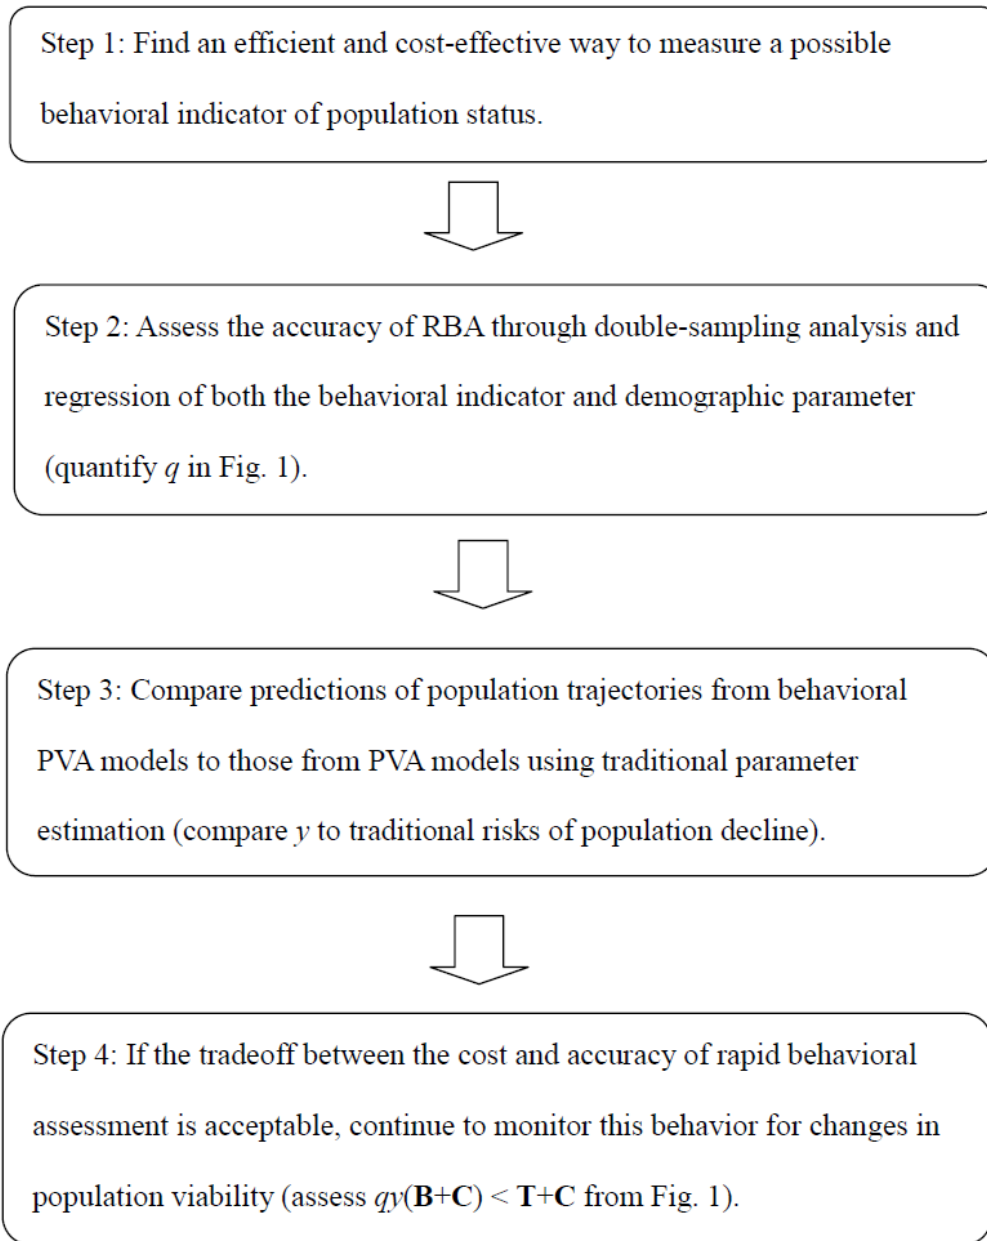 Step 1: Find an efficient and cost-effective way to measure a possible
behavioral indicator of population status.
Step 2: Assess the accuracy of RBA through double-sampling analysis and
regression of both the behavioral indicator and demographic parameter
(quantify q in Fig. 1).
Step 3: Compare predictions of population trajectories from behavioral
PVA models to those from PVA models using traditional parameter
estimation (compare y to traditional risks of population decline).
Step 4: If the tradeoff between the cost and accuracy of rapid behavioral
assessment is acceptable, continue to monitor this behavior for changes in
population viability (assess qy(B+C) < T+C from Fig. 1).